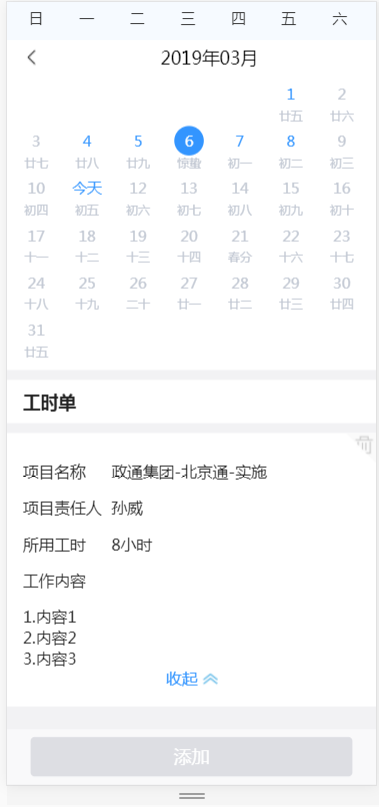 日 一 二 三 四 五 六
2019年03月
1 2
廿五 廿六
3 4 5 6 7 8 9
廿七 廿八 廿九 惊蛰 初一 初二 初三
10 今天 12 13 14 15 16
初四 初五 初六 初七 初八 初九 初十
17 18 19 20 21 22 23
十一 十二 十三 十四 春分 十六 十七
24 25 26 27 28 29 30
十八 十九 二十 廿一 廿二 廿三 廿四
31
廿五
工时单
项目名称 政通集团-北京通-实施
项目责任人 孙威
所用工时 8小时
工作内容
1.内容1
2.内容2
3.内容3
收起
添加